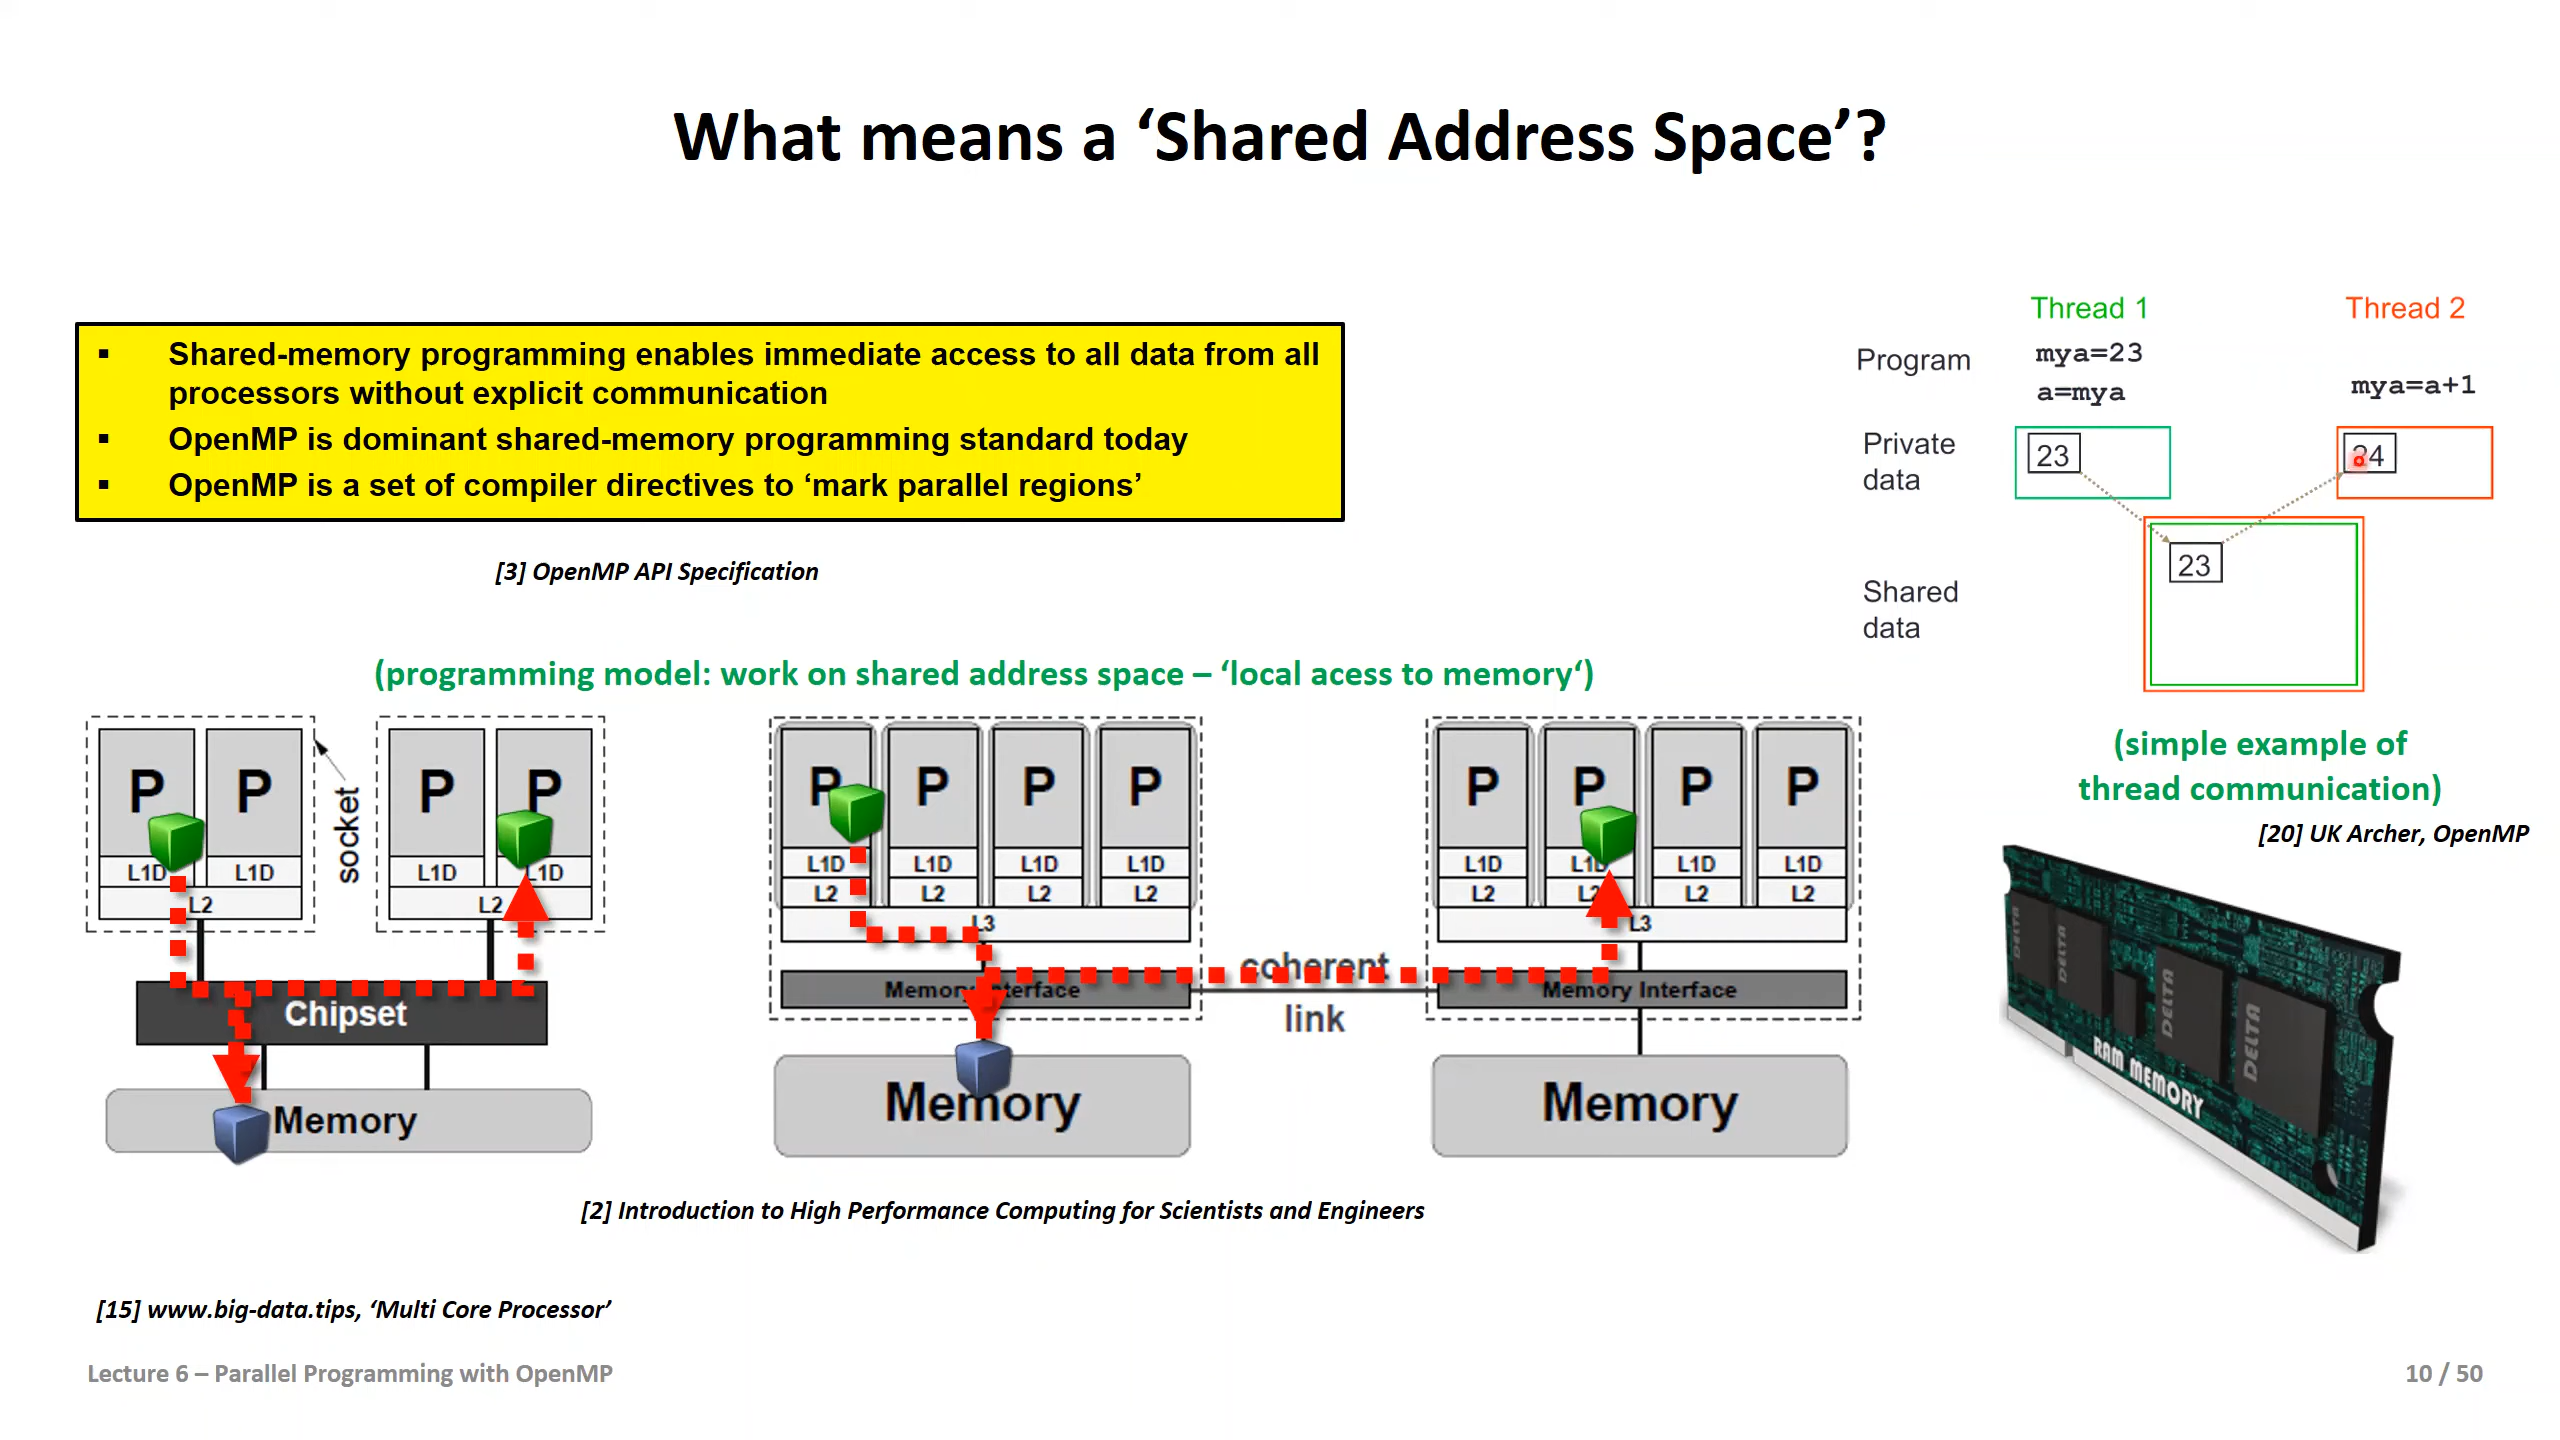 What means a ‘Shared Address Space’?
▪ Shared-memory programming enables immediate access to all data from all
processors without explicit communication
▪ OpenMP is dominant shared-memory programming standard today
▪ OpenMP is a set of compiler directives to ‘mark parallel regions’
[3] OpenMP API Specification
Thread 1 Thread 2
Program
mya=23
a=mya
mya=a+1
Private
data
23
24
Shared
data
23
(simple example of
thread communication)
[20] UK Archer, OpenMP
(programming model: work on shared address space – ‘local acess to memory‘)
P P P P
socket
L1D L1D L1D L1D
L2 L2
Chipset
Memory
P P P P P P P P
L1D L1D L1D L1D L1D L1D L1D L1D
L2 L2 L2 L2 L2 L2 L2 L2
L3 L3
coherent
link
Memory Interface Memory Interface
Memory Memory
DELTA DELTA DELTA DELTA
RAM MEMORY
[2] Introduction to High Performance Computing for Scientists and Engineers
[15] www.big-data.tips, ‘Multi Core Processor’
Lecture 6 – Parallel Programming with OpenMP
10 / 50